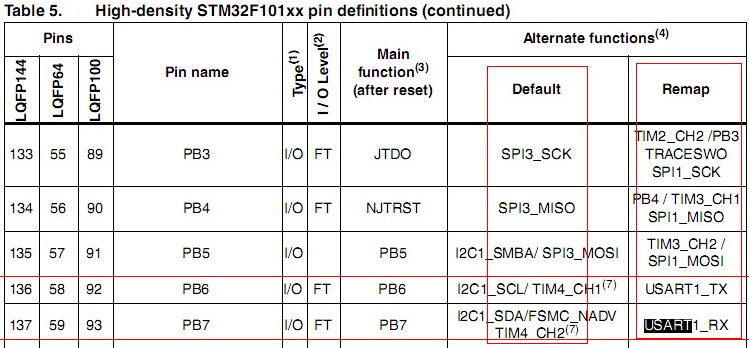 Table 5. High-density STM32F101xx pin definitions (continued)
Pins
Alternate functions(4)
LQFP144
LQFP64
LQFP100
Pin name
Type(1)
I / O Level(2)
Main
function(3)
(after reset)
Default
Remap
133 55 89 PB3 I/O FT JTDO SPI3_SCK
TIM2_CH2 /PB3
TRACESWO
SPI1_SCK
134 56 90 PB4 I/O FT NJTRST SPI3_MISO
PB4 / TIM3_CH1
SPI1_MISO
135 57 91 PB5 I/O PB5 I2C1_SMBA/ SPI3_MOSI
TIM3_CH2 /
SPI1_MOSI
136 58 92 PB6 I/O FT PB6 I2C1_SCL/ TIM4_CH1(7) USART1_TX
137 59 93 PB7 I/O FT PB7
I2C1_SDA/FSMC_NADV
TIM4_CH2(7)
USART1_RX